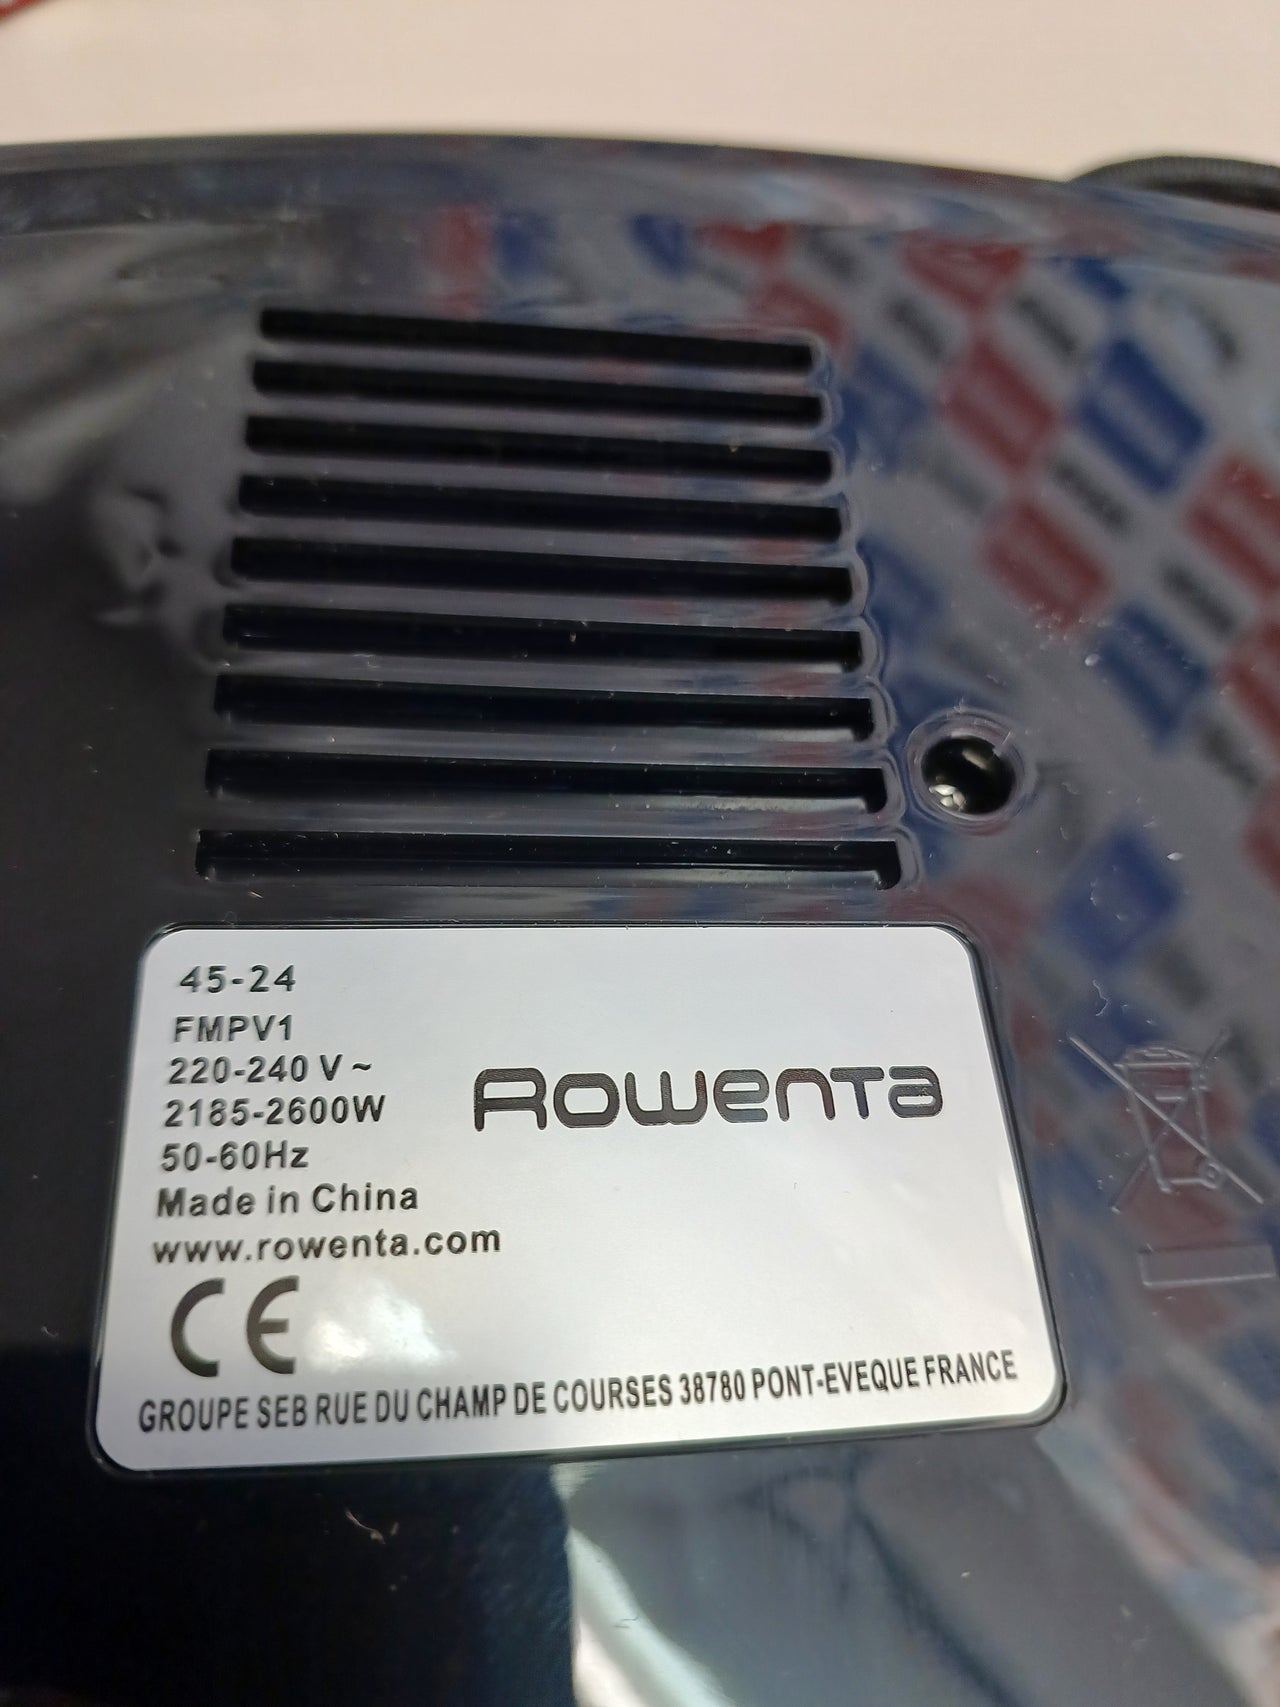 45-24
FMPV1
220-240 V ~
2185-2600W
50-60Hz
Made in China
www.rowenta.com
Rowenta
CE
GROUPE SEB RUE DU CHAMP DE COURSES 38780 PONT-EVEQUE FRANCE